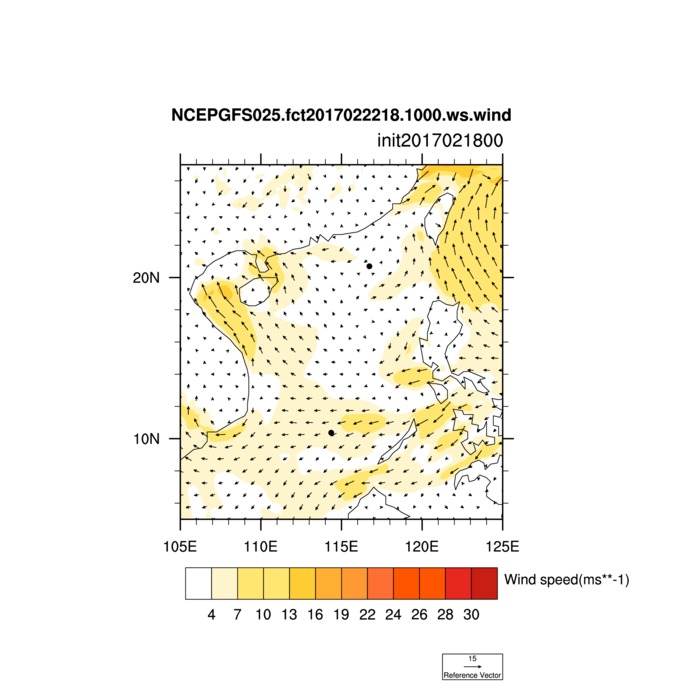 NCEPGFS025.fct2017022218.1000.ws.wind
init2017021800
20N
10N
105E 110E 115E 120E 125E
Wind speed(ms**-1)
4 7 10 13 16 19 22 24 26 28 30
15
Reference Vector